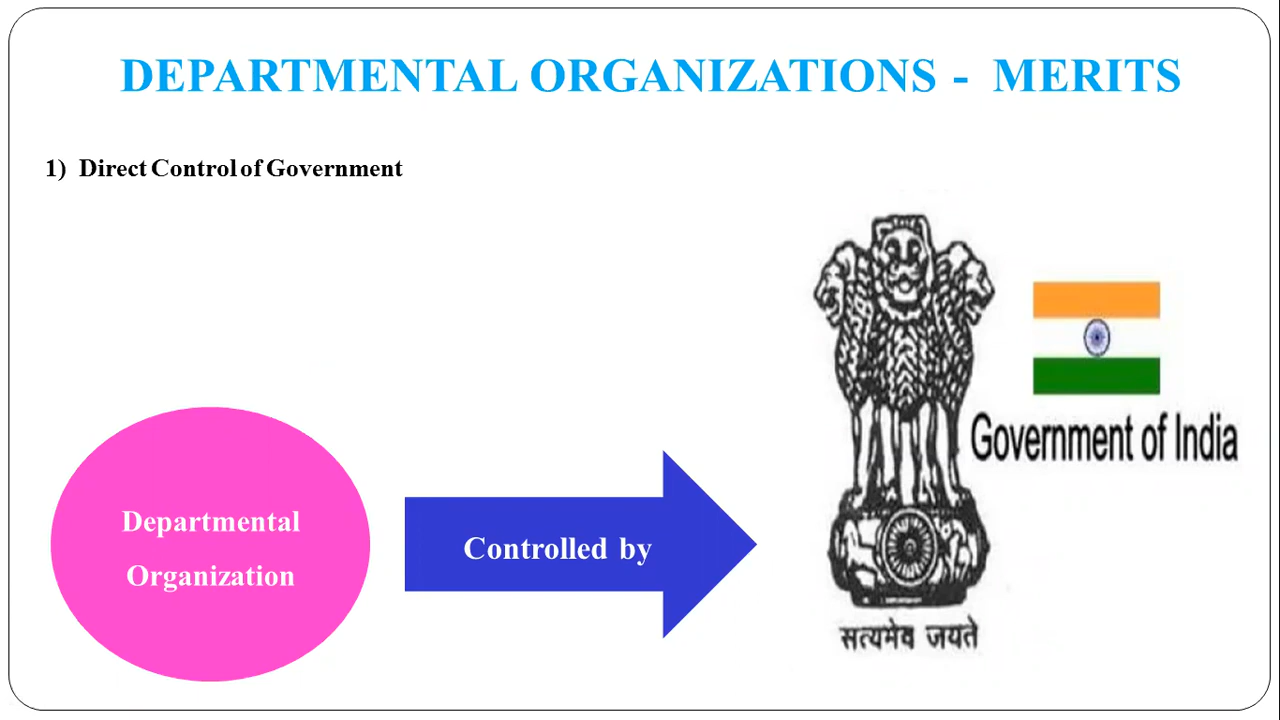 DEPARTMENTAL ORGANIZATIONS - MERITS
1) Direct Control of Government
Government of India
Departmental
Organization
Controlled by
सत्यमेव जयते